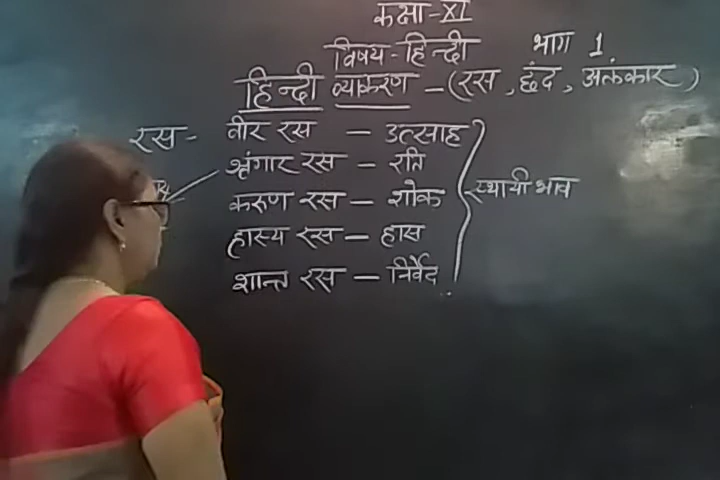 कक्षा-XI
विषय-हिन्दी भाग 1
हिन्दी व्याकरण - (रस, छंद, अलंकार)
रस- वीर रस - उत्साह
श्रृंगार रस - रति
करुण रस - शोक स्थायी भाव
हास्य रस - हास
शान्त रस - निर्वेद